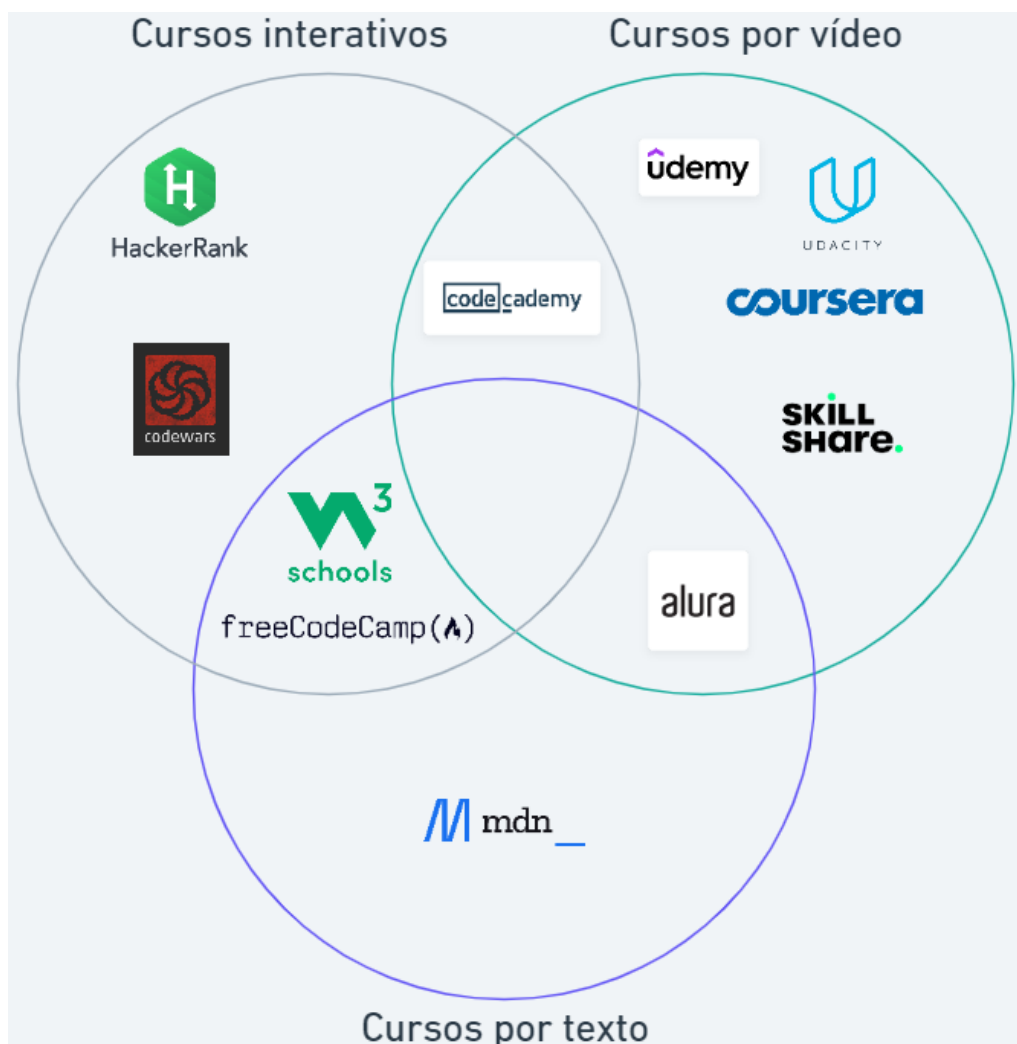 Cursos interativos
Cursos por vídeo
H
HackerRank
codewars
codecademy
udemy
UDACITY
coursera
SKILL
SHare.
W3
schools
freeCodeCamp(🔥)
alura
mdn_
Cursos por texto